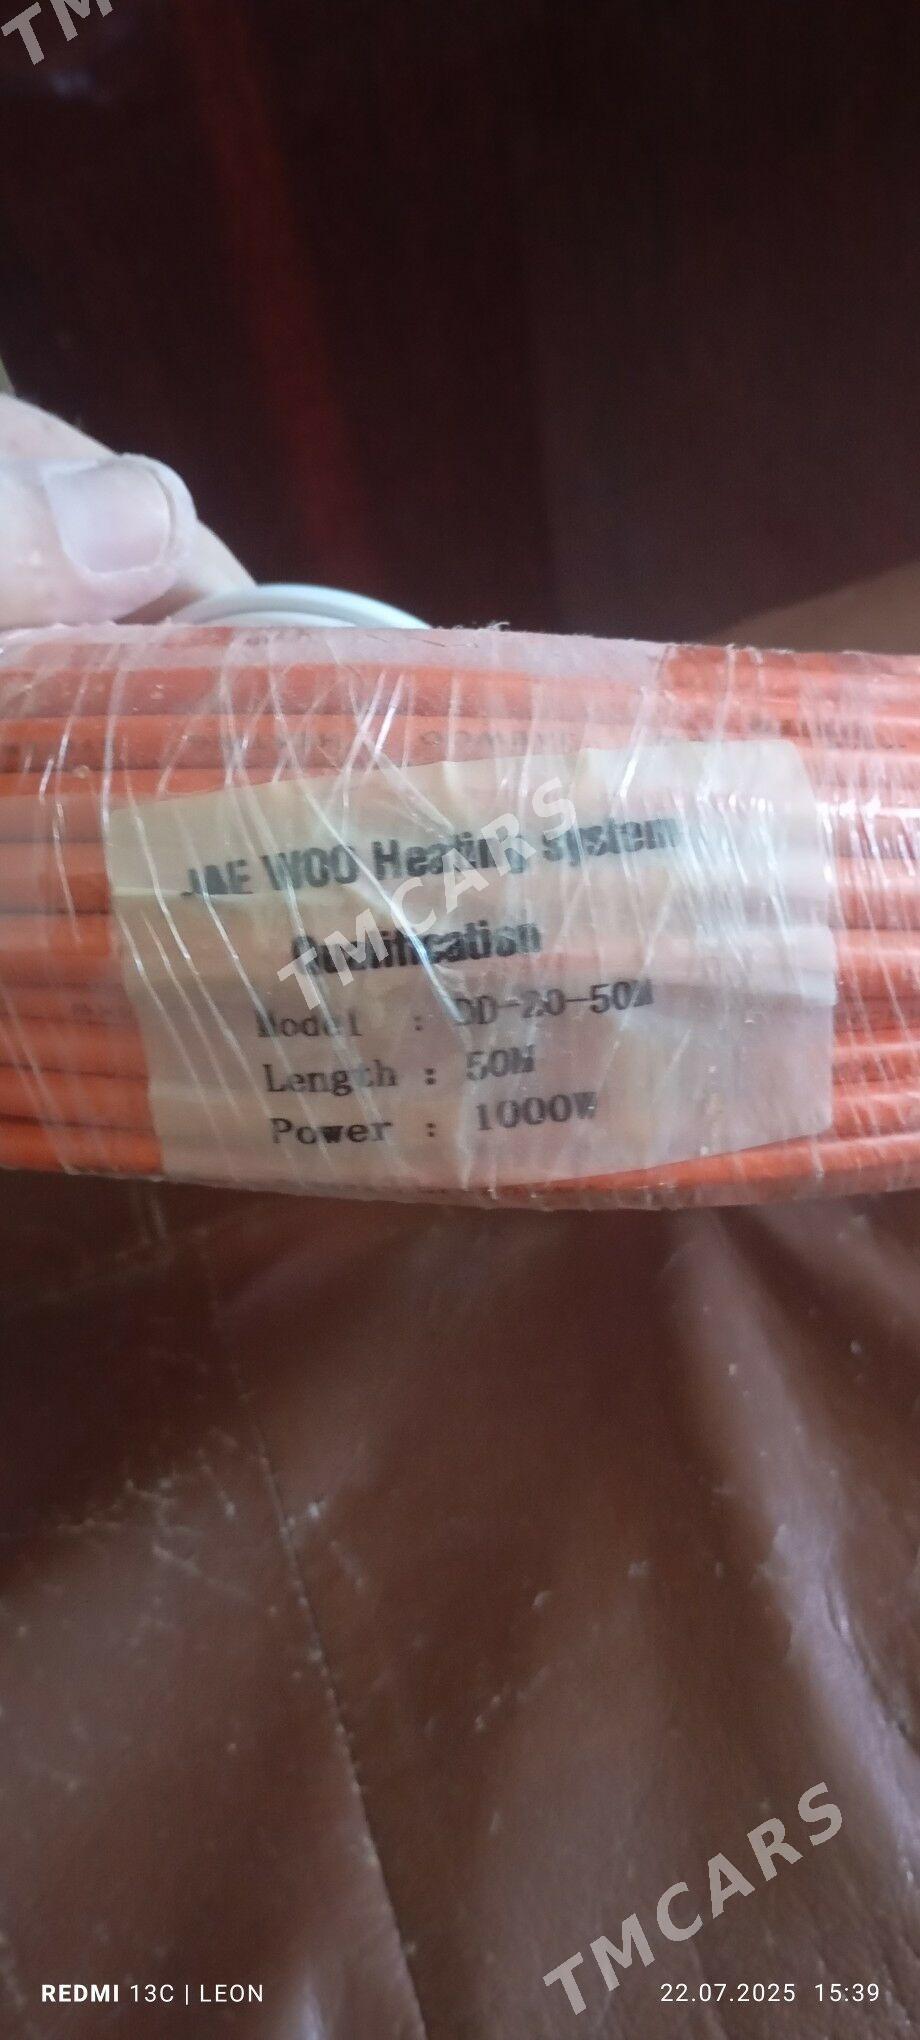 TM
JAE WOO Heating system
Qualification
Model : DD-20-50M
Length : 50M
Power : 1000W
TMCARS
TMCARS
REDMI 13C | LEON
22.07.2025 15:39